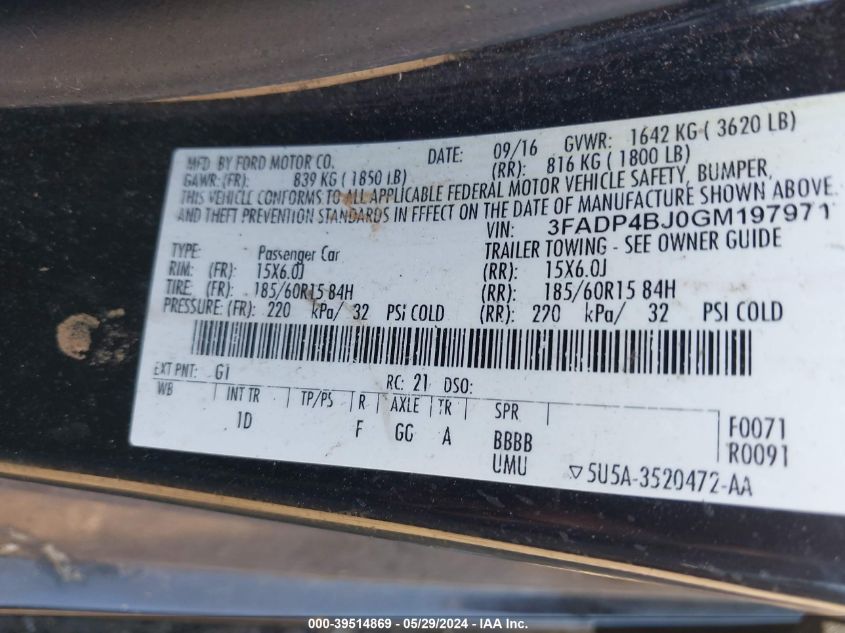 MFD. BY FORD MOTOR CO. DATE: 09/16 GVWR: 1642 KG ( 3620 LB)
GAWR: (FR): 839 KG ( 1850 LB) (RR): 816 KG ( 1800 LB)
THIS VEHICLE CONFORMS TO ALL APPLICABLE FEDERAL MOTOR VEHICLE SAFETY, BUMPER,
AND THEFT PREVENTION STANDARDS IN EFFECT ON THE DATE OF MANUFACTURE SHOWN ABOVE.
VIN: 3FADP4BJ0GM197971
TYPE: Passenger Car TRAILER TOWING - SEE OWNER GUIDE
RIM: (FR): 15X6.0J (RR): 15X6.0J
TIRE: (FR): 185/60R15 84H (RR): 185/60R15 84H
PRESSURE: (FR): 220 kPa/ 32 PSI COLD (RR): 220 kPa/ 32 PSI COLD
EXT PNT: G1 RC: 21 DSO:
WB INT TR TP/PS R AXLE TR SPR
1D F GG A BBBB F0071
UMU R0091
▽5U5A-3520472-AA
000-39514869 - 05/29/2024 - IAA Inc.